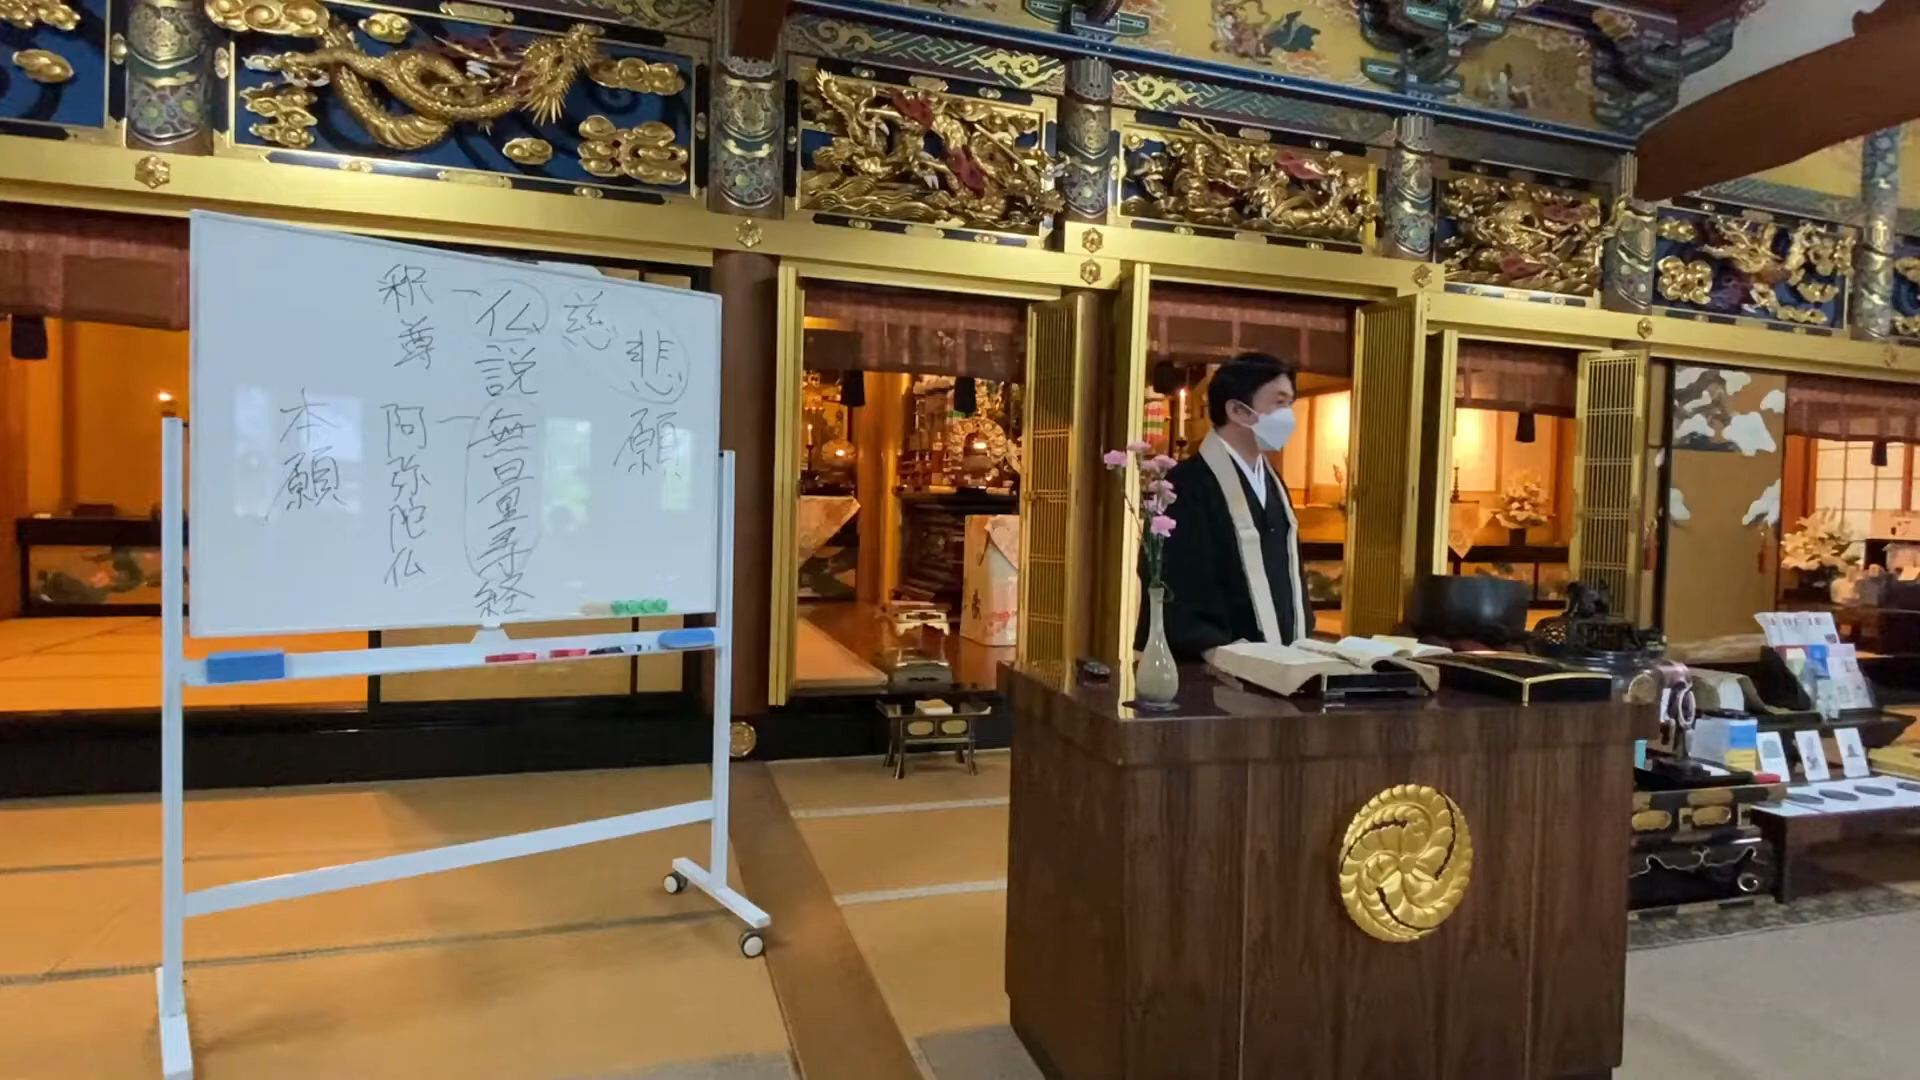 悲願
慈
仏説無量寿経
釈尊
阿弥陀仏
本願